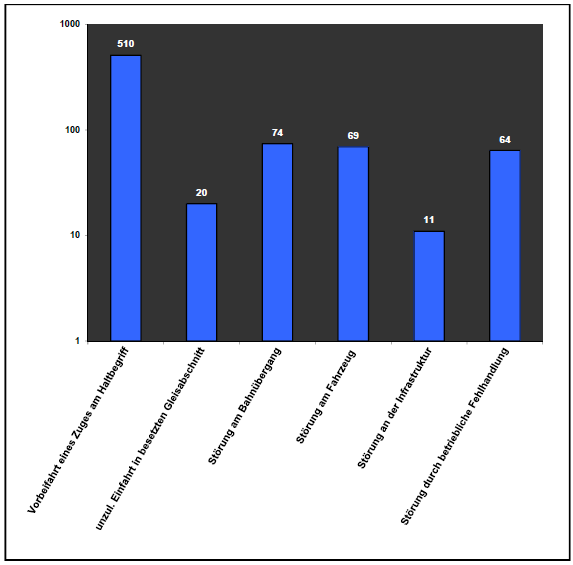 1000
100
10
1
510
20
74
69
11
64
Vorbeifahrt eines Zuges am Haltbegriff
unzul. Einfahrt in besetzten Gleisabschnitt
Störung am Bahnübergang
Störung am Fahrzeug
Störung an der Infrastruktur
Störung durch betriebliche Fehlhandlung